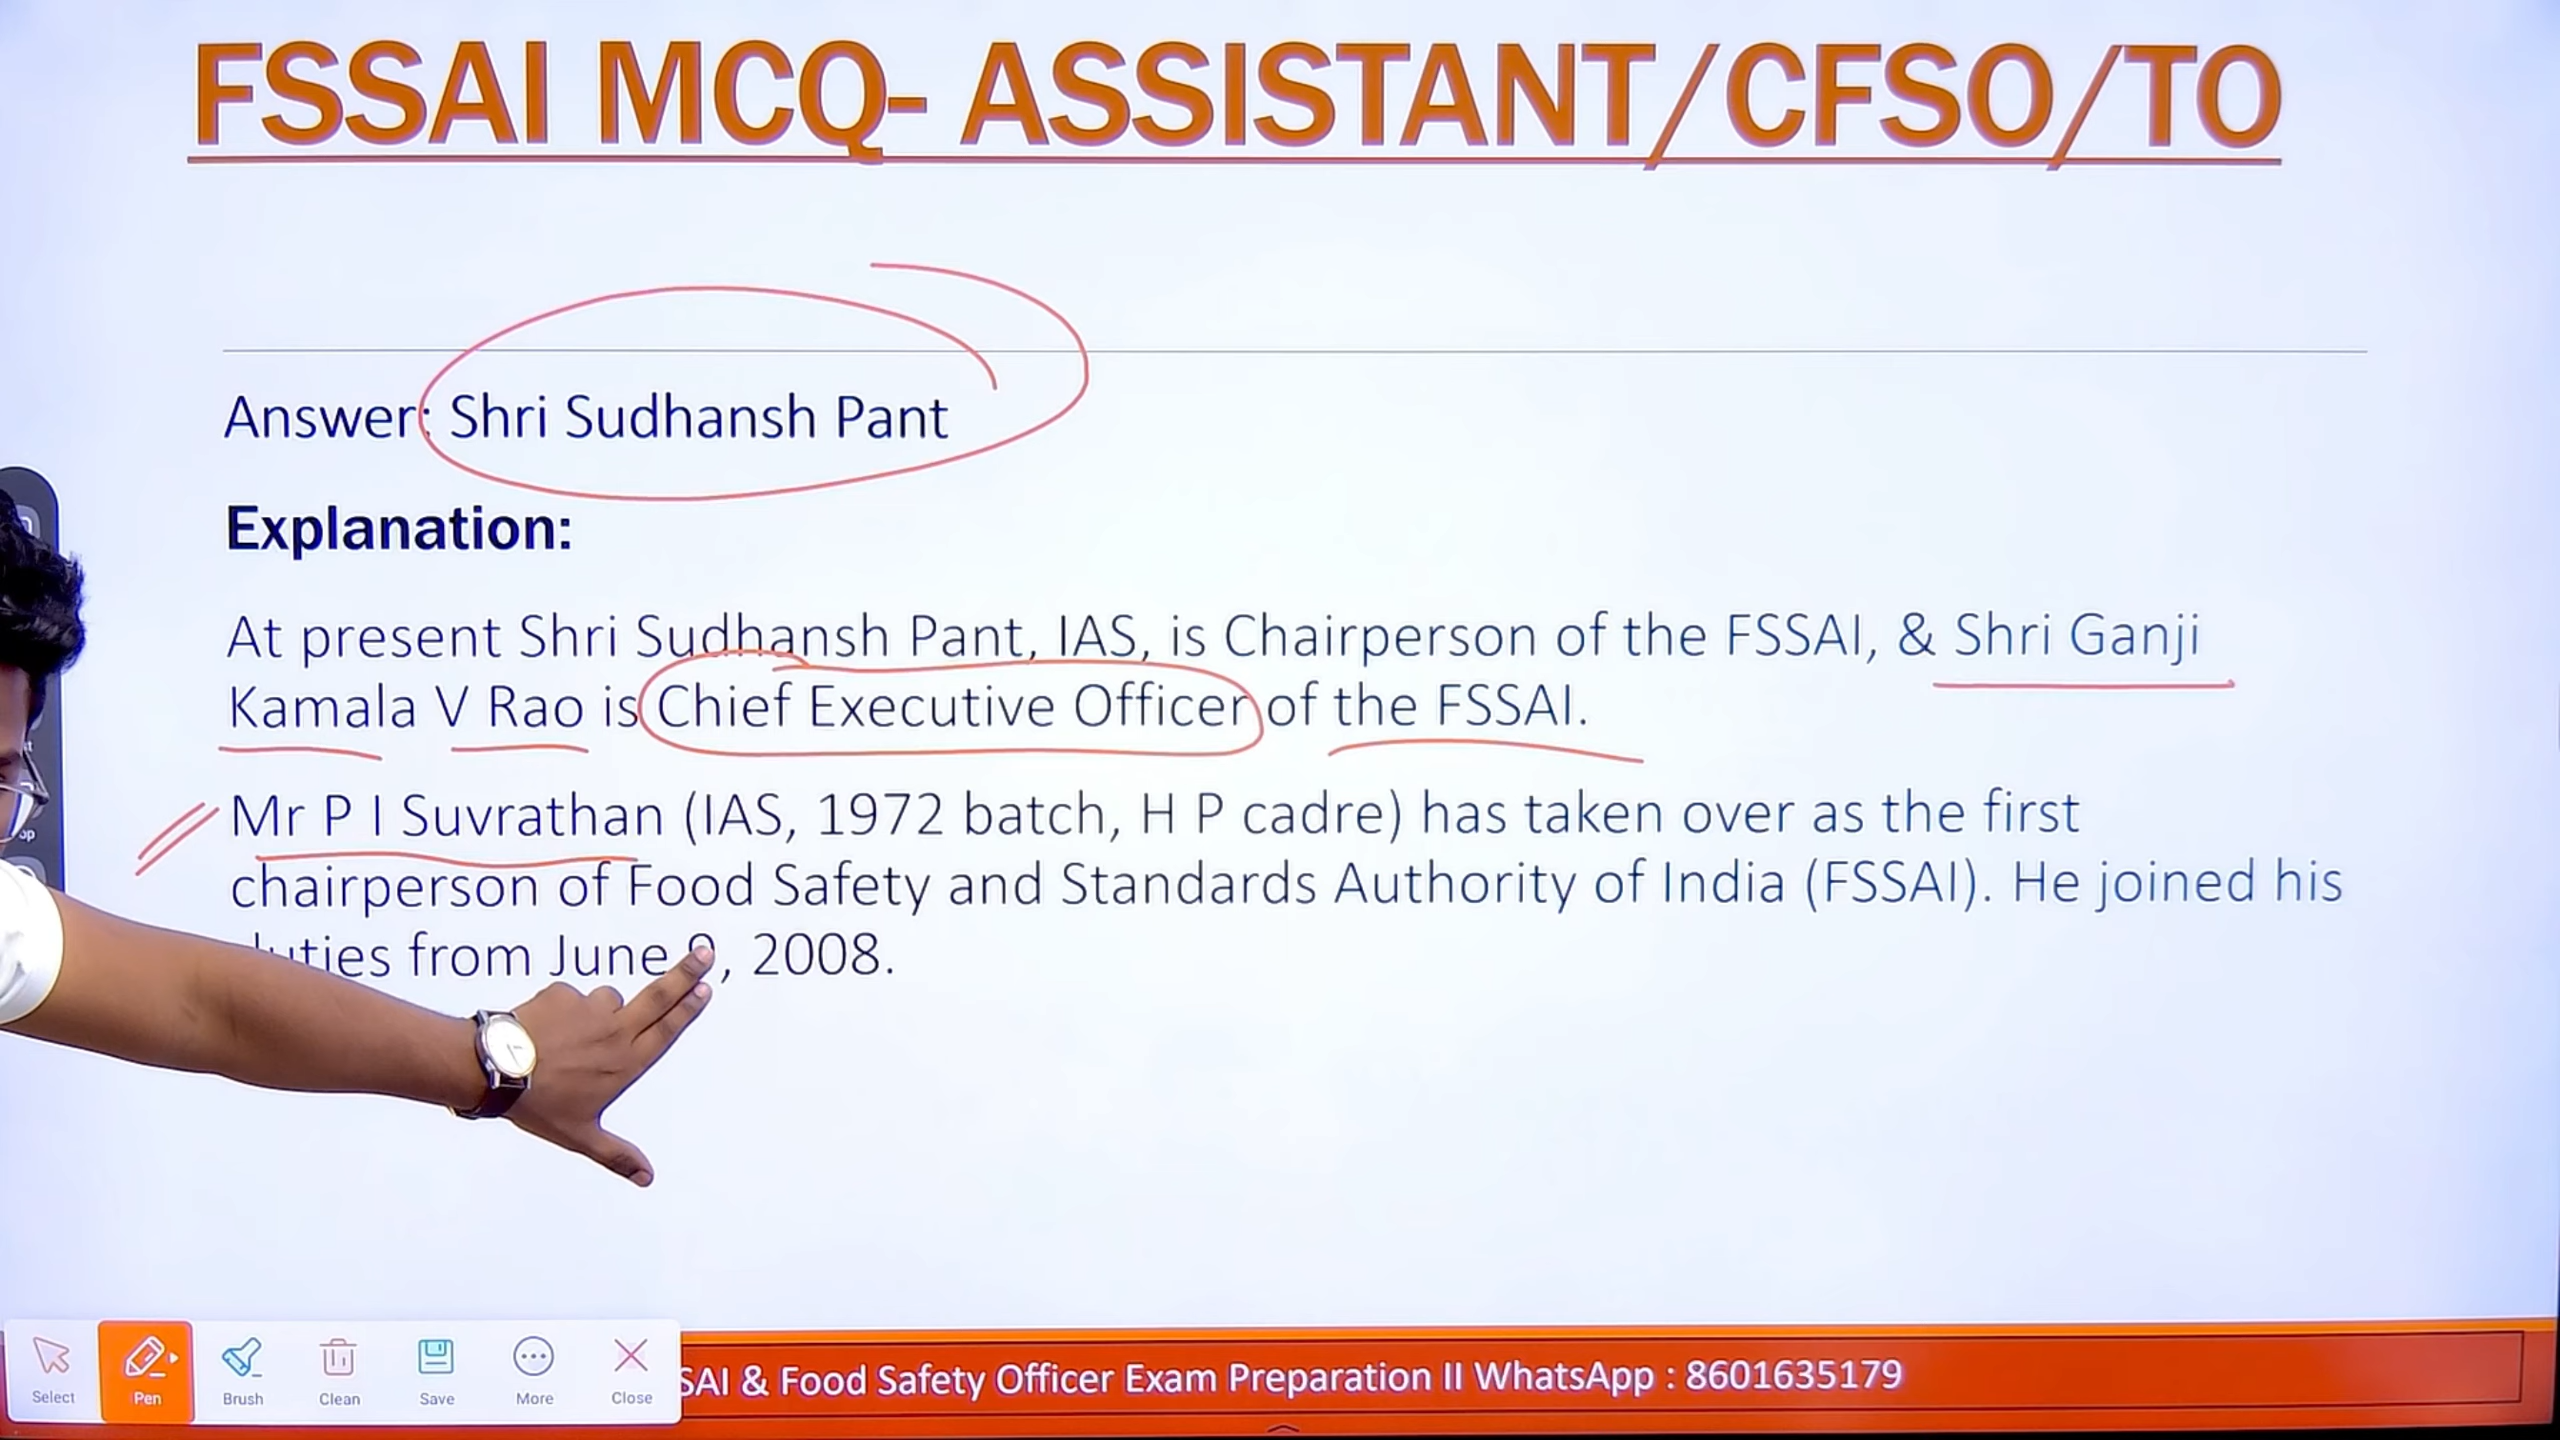 FSSAI MCQ- ASSISTANT/CFSO/TO
Answer: Shri Sudhansh Pant
Explanation:
At present Shri Sudhansh Pant, IAS, is Chairperson of the FSSAI, & Shri Ganji
Kamala V Rao is Chief Executive Officer of the FSSAI.
Mr P I Suvrathan (IAS, 1972 batch, H P cadre) has taken over as the first
chairperson of Food Safety and Standards Authority of India (FSSAI). He joined his
from June , 2008.
Select Pen Brush Clean Save More Close
& Food Safety Officer Exam Preparation II WhatsApp : 8601635179